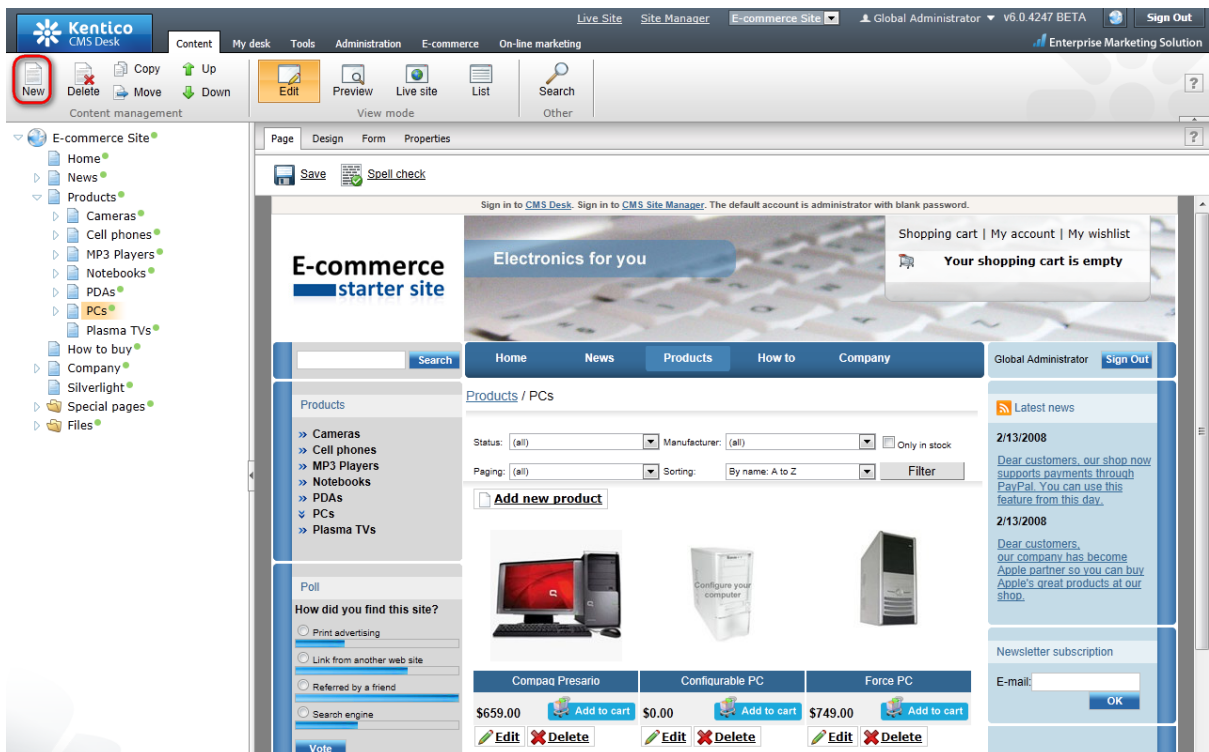 Kentico
CMS Desk
Live Site Site Manager E-commerce Site Global Administrator v6.0.4247 BETA Sign Out
Content My desk Tools Administration E-commerce On-line marketing Enterprise Marketing Solution
New Delete Copy Move Up Down
Content management
Edit Preview Live site List
View mode
Search
Other
?
E-commerce Site
Home
News
Products
Cameras
Cell phones
MP3 Players
Notebooks
PDAs
PCs
Plasma TVs
How to buy
Company
Silverlight
Special pages
Files
Page Design Form Properties ?
Save Spell check
Sign in to CMS Desk. Sign in to CMS Site Manager. The default account is administrator with blank password.
E-commerce
starter site
Electronics for you
Shopping cart | My account | My wishlist
Your shopping cart is empty
Search
Home News Products How to Company
Global Administrator Sign Out
Products
» Cameras
» Cell phones
» MP3 Players
» Notebooks
» PDAs
PCs
» Plasma TVs
Poll
How did you find this site?
Print advertising
Link from another web site
Referred by a friend
Search engine
Vote
Products / PCs
Status: (all) Manufacturer: (all) Only in stock
Paging: (all) Sorting: By name: A to Z Filter
Add new product
Configure your
computer
Compaq Presario Configurable PC Force PC
$659.00 Add to cart $0.00 Add to cart $749.00 Add to cart
Edit Delete Edit Delete Edit Delete
Latest news
2/13/2008
Dear customers, our shop now
supports payments through
PayPal. You can use this
feature from this day.
2/13/2008
Dear customers,
our company has become
Apple partner so you can buy
Apple's great products at our
shop.
Newsletter subscription
E-mail:
OK